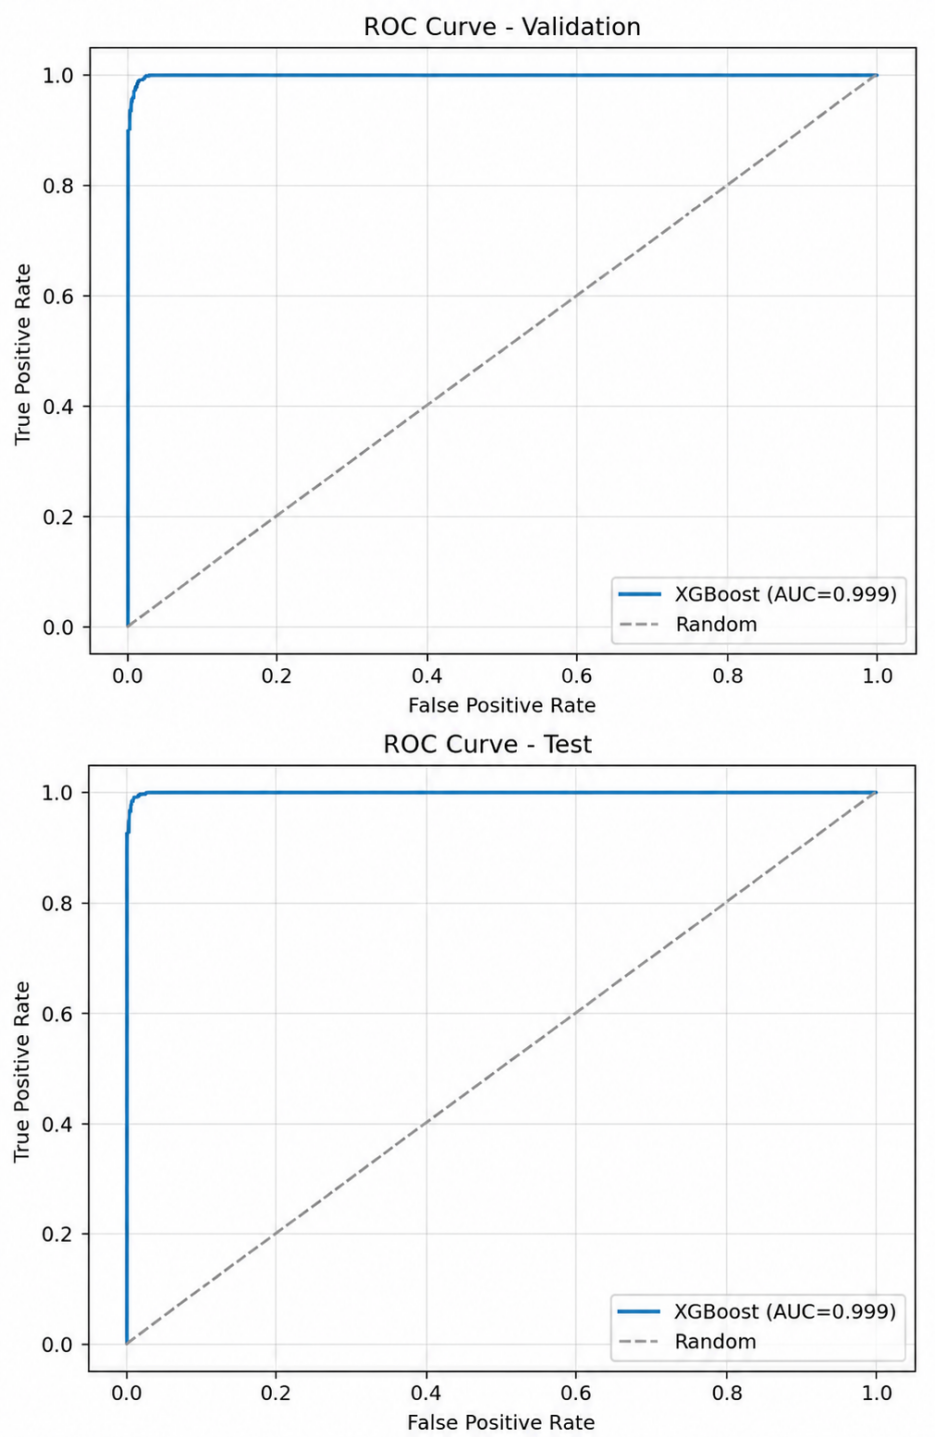 ROC Curve - Validation
True Positive Rate
1.0
0.8
0.6
0.4
0.2
0.0
XGBoost (AUC=0.999)
Random
0.0 0.2 0.4 0.6 0.8 1.0
False Positive Rate
ROC Curve - Test
True Positive Rate
1.0
0.8
0.6
0.4
0.2
0.0
XGBoost (AUC=0.999)
Random
0.0 0.2 0.4 0.6 0.8 1.0
False Positive Rate